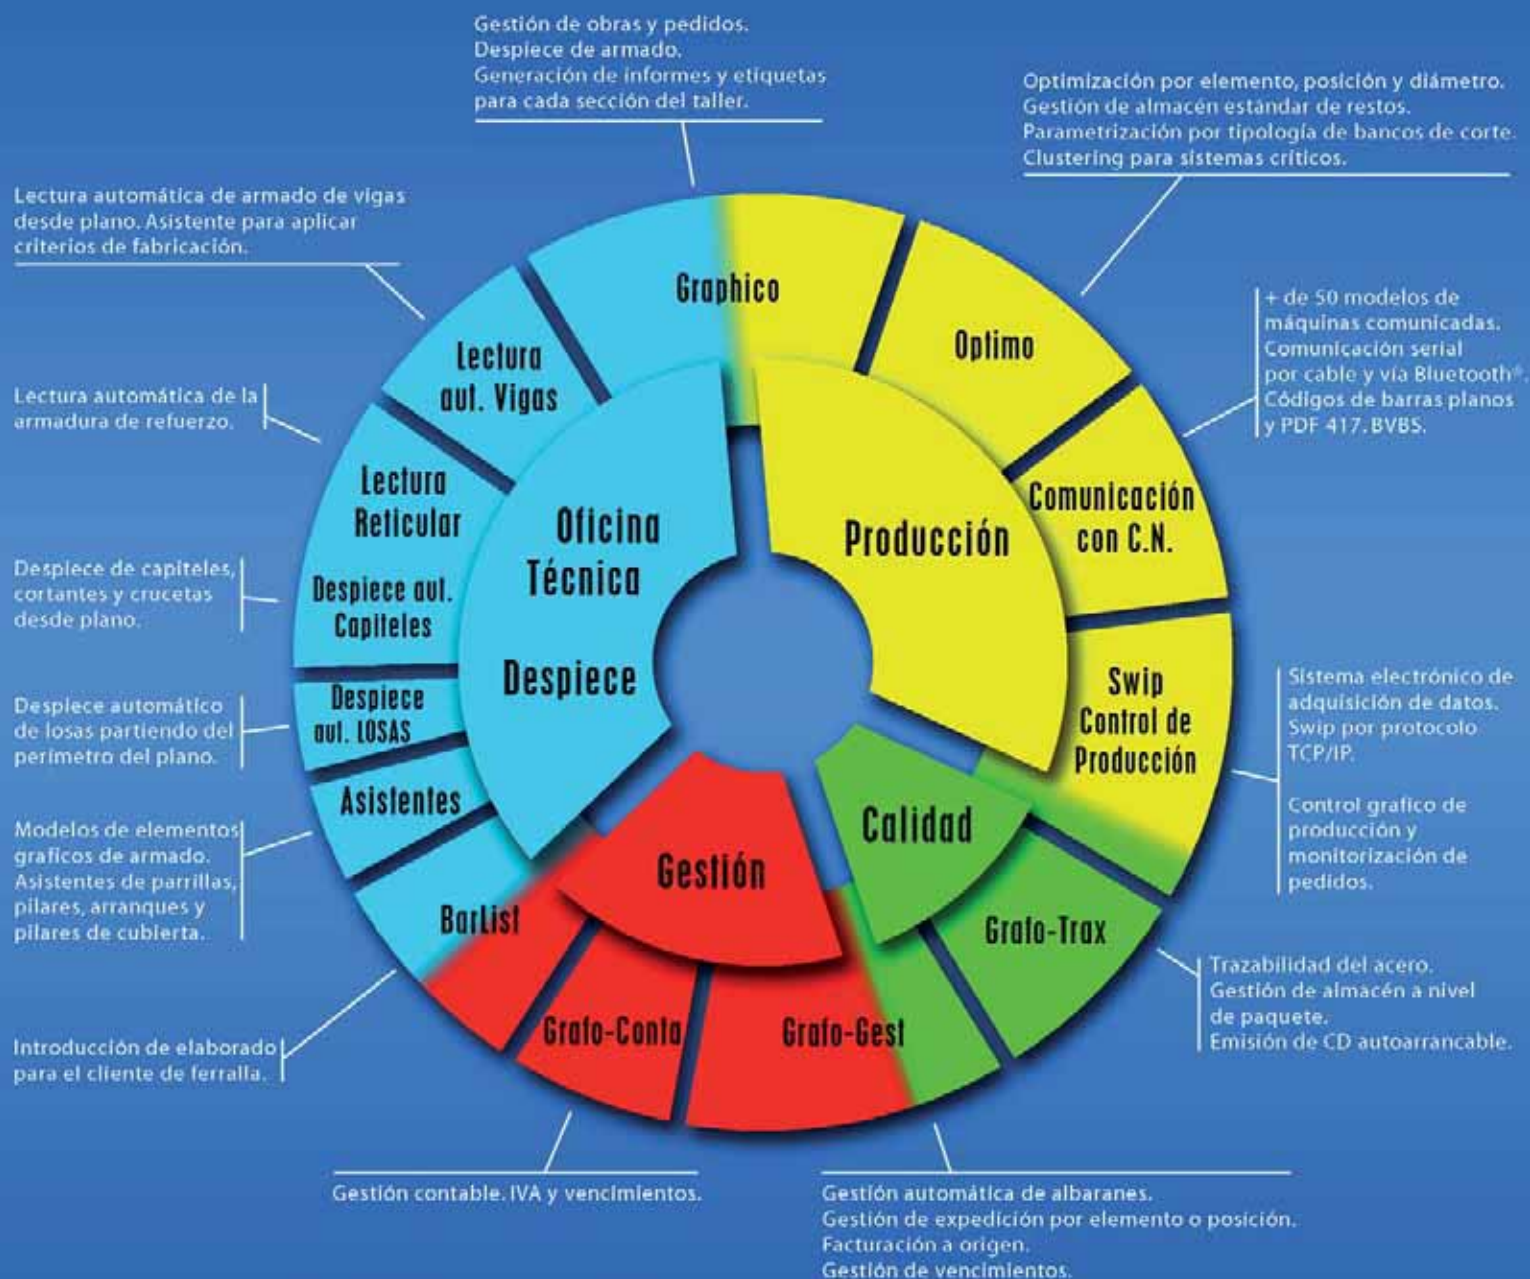 Gestión de obras y pedidos.
Despiece de armado.
Generación de informes y etiquetas
para cada sección del taller.
Optimización por elemento, posición y diámetro.
Gestión de almacén estándar de restos.
Parametrización por tipología de bancos de corte.
Clustering para sistemas críticos.
Lectura automática de armado de vigas
desde plano. Asistente para aplicar
criterios de fabricación.
+ de 50 modelos de
máquinas comunicadas.
Comunicación serial
por cable y vía Bluetooth®.
Códigos de barras planos
y PDF 417. BVBS.
Lectura automática de la
armadura de refuerzo.
Despiece de capiteles,
cortantes y crucetas
desde plano.
Despiece automático
de losas partiendo del
perímetro del plano.
Modelos de elementos
graficos de armado.
Asistentes de parrillas,
pilares, arranques y
pilares de cubierta.
Introducción de elaborado
para el cliente de ferralla.
Graphico
Optimo
Comunicación
con C.N.
Swip
Control de
Producción
Grafo-Trax
Grafo-Gest
Grafo-Conta
BarList
Asistentes
Despiece
aut. LOSAS
Despiece aut.
Capiteles
Lectura
Reticular
Lectura
aut. Vigas
Oficina
Técnica
Despiece
Producción
Calidad
Gestión
Sistema electrónico de
adquisición de datos.
Swip por protocolo
TCP/IP.
Control grafico de
producción y
monitorización de
pedidos.
Trazabilidad del acero.
Gestión de almacén a nivel
de paquete.
Emisión de CD autoarrancable.
Gestión contable. IVA y vencimientos.
Gestión automática de albaranes.
Gestión de expedición por elemento o posición.
Facturación a origen.
Gestión de vencimientos.